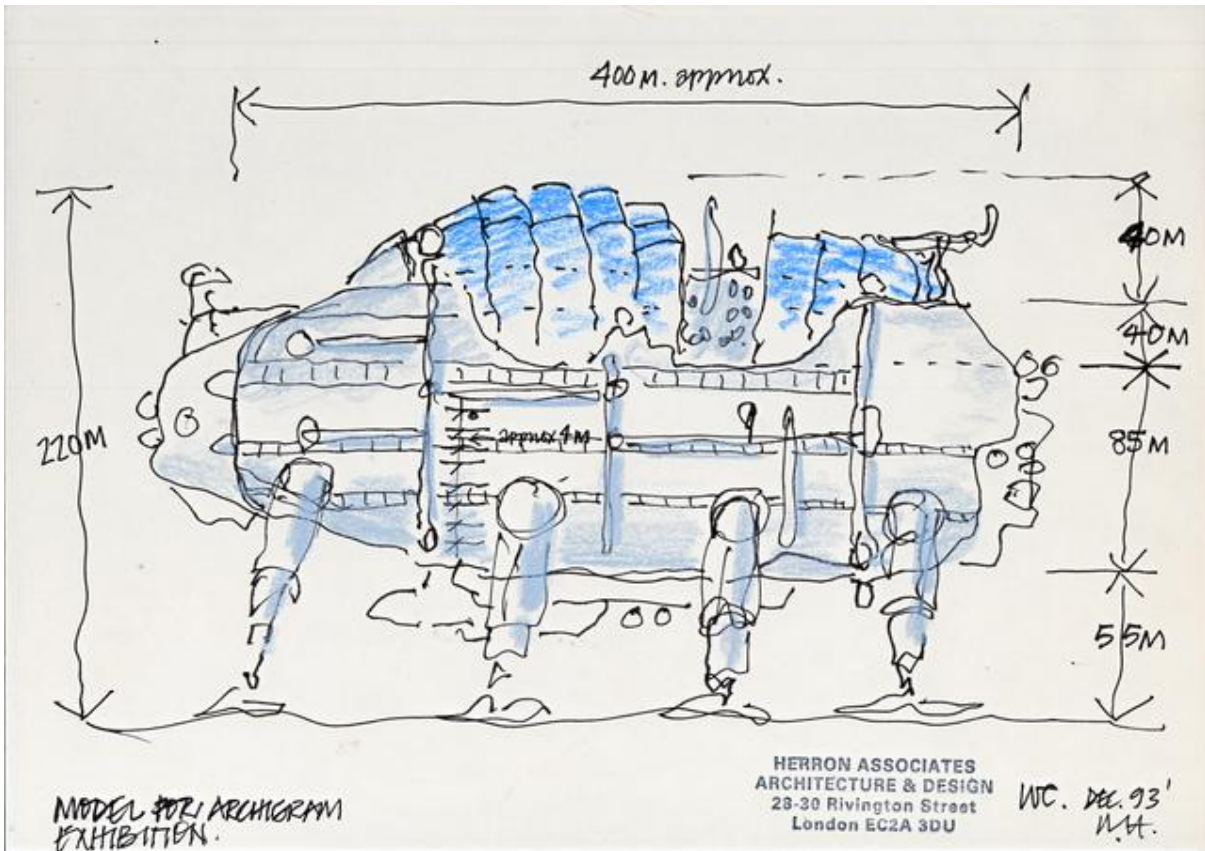 400M. approx.
40M
40M
220M
approx 4M
85M
55M
MODEL FOR ARCHIGRAM
EXHIBITION.
HERRON ASSOCIATES
ARCHITECTURE & DESIGN
28-30 Rivington Street
London EC2A 3DU
WC. DEC. 93'
R.H.